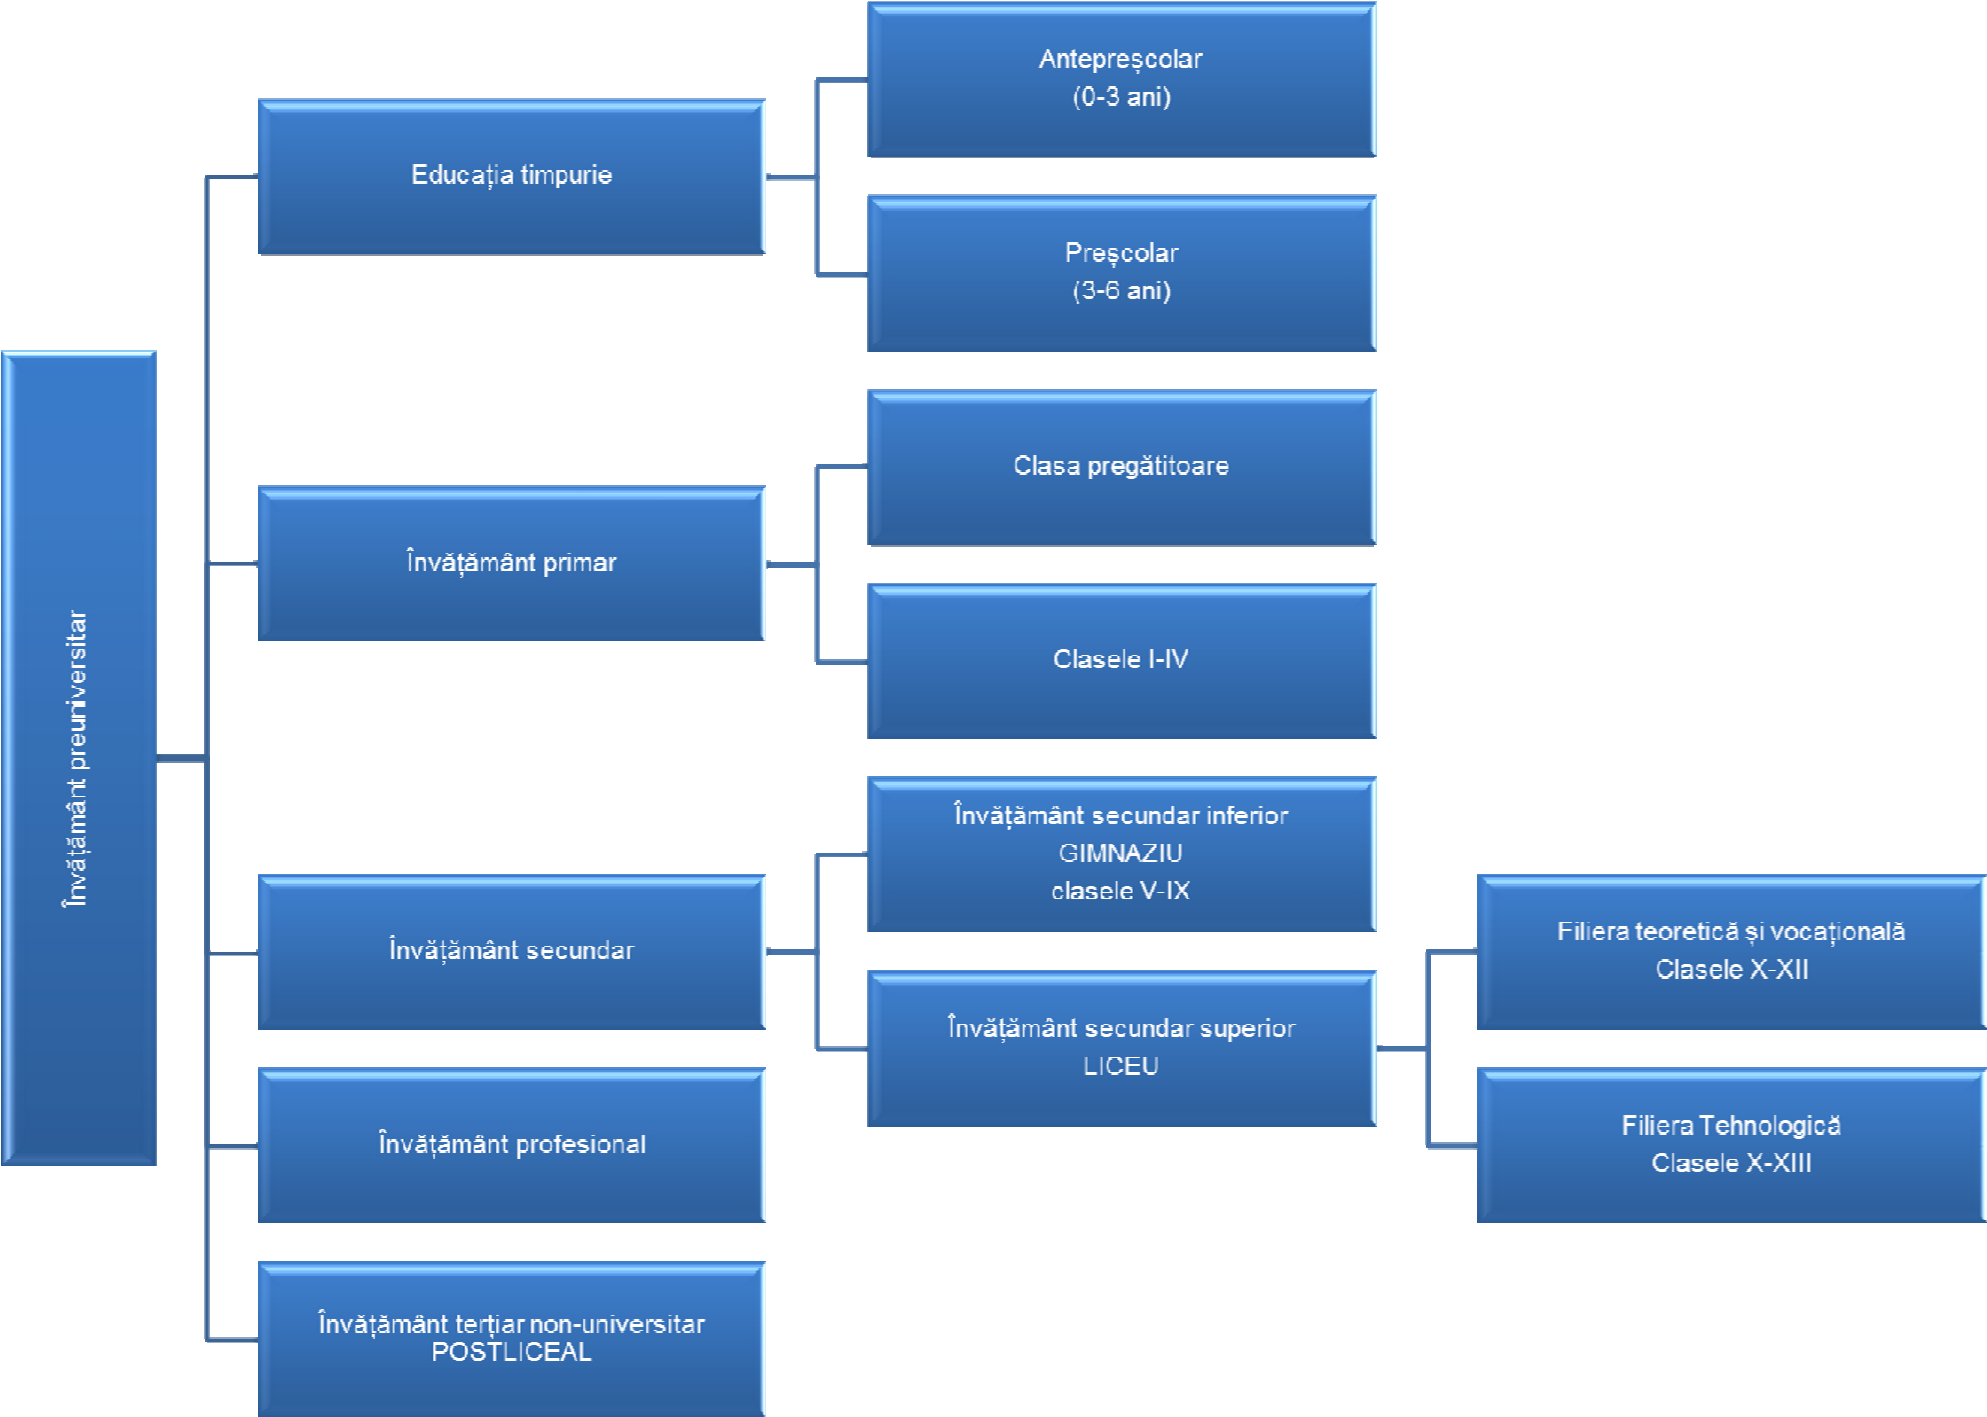 Învățământ preuniversitar
Educația timpurie
Antepreșcolar
(0-3 ani)
Preșcolar
(3-6 ani)
Învățământ primar
Clasa pregătitoare
Clasele I-IV
Învățământ secundar
Învățământ secundar inferior
GIMNAZIU
clasele V-IX
Învățământ secundar superior
LICEU
Filiera teoretică și vocațională
Clasele X-XII
Filiera Tehnologică
Clasele X-XIII
Învățământ profesional
Învățământ terțiar non-universitar
POSTLICEAL